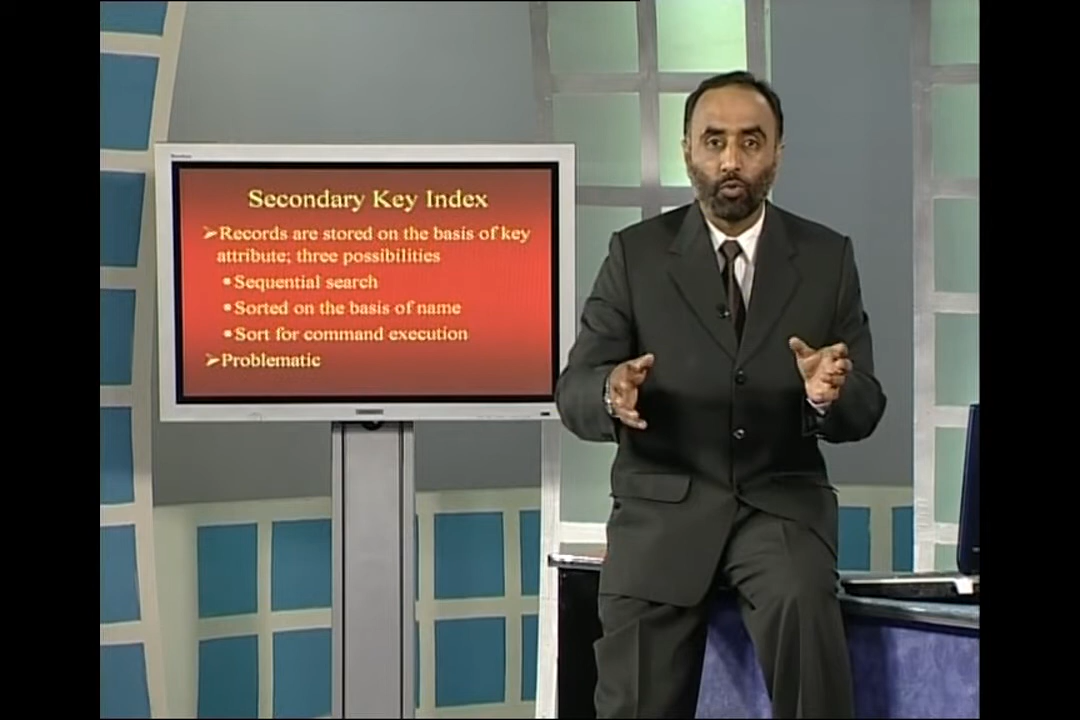 Secondary Key Index
➢Records are stored on the basis of key
attribute; three possibilities
•Sequential search
•Sorted on the basis of name
•Sort for command execution
➢Problematic